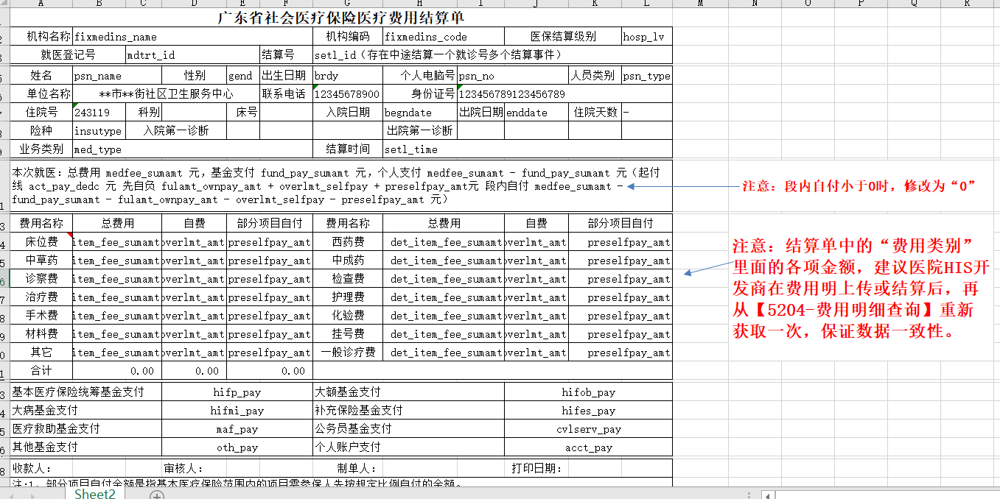 A B C D E F G H I J K L M N O P Q R
广东省社会医疗保险医疗费用结算单
机构名称 fixmedins_name 机构编码 fixmedins_code 医保结算级别 hosp_lv
就医登记号 mdtrt_id 结算号 setl_id（存在中途结算一个就诊号多个结算事件）
姓名 psn_name 性别 gend 出生日期 brdy 个人电脑号 psn_no 人员类别 psn_type
单位名称 **市**街社区卫生服务中心 联系电话 12345678900 身份证号 123456789123456789
住院号 243119 科别 床号 入院日期 begndate 出院日期 enddate 住院天数 -
险种 insutype 入院第一诊断 出院第一诊断
业务类别 med_type 结算时间 setl_time
本次就医：总费用 medfee_sumamt 元，基金支付 fund_pay_sumamt 元，个人支付 medfee_sumamt - fund_pay_sumamt 元（起付
线 act_pay_dedc 元 先自负 fulamt_ownpay_amt + overlmt_selfpay + preselfpay_amt元 段内自付 medfee_sumamt -
fund_pay_sumamt - fulamt_ownpay_amt - overlmt_selfpay - preselfpay_amt 元）
注意：段内自付小于0时，修改为“0”
费用名称 总费用 自费 部分项目自付 费用名称 总费用 自费 部分项目自付
床位费 item_fee_sumamt overlmt_amt preselfpay_amt 西药费 det_item_fee_sumamt overlmt_amt preselfpay_amt
中草药 item_fee_sumamt overlmt_amt preselfpay_amt 中成药 det_item_fee_sumamt overlmt_amt preselfpay_amt
诊察费 item_fee_sumamt overlmt_amt preselfpay_amt 检查费 det_item_fee_sumamt overlmt_amt preselfpay_amt
治疗费 item_fee_sumamt overlmt_amt preselfpay_amt 护理费 det_item_fee_sumamt overlmt_amt preselfpay_amt
手术费 item_fee_sumamt overlmt_amt preselfpay_amt 化验费 det_item_fee_sumamt overlmt_amt preselfpay_amt
材料费 item_fee_sumamt overlmt_amt preselfpay_amt 挂号费 det_item_fee_sumamt overlmt_amt preselfpay_amt
其它 item_fee_sumamt overlmt_amt preselfpay_amt 一般诊疗费 det_item_fee_sumamt overlmt_amt preselfpay_amt
合计 0.00 0.00 0.00
注意：结算单中的“费用类别”
里面的各项金额，建议医院HIS开
发商在费用明上传或结算后，再
从【5204-费用明细查询】重新
获取一次，保证数据一致性。
基本医疗保险统筹基金支付 hifp_pay 大额基金支付 hifob_pay
大病基金支付 hifmi_pay 补充保险基金支付 hifes_pay
医疗救助基金支付 maf_pay 公务员基金支付 cvlserv_pay
其他基金支付 oth_pay 个人账户支付 acct_pay
收款人： 审核人： 制单人： 打印日期：
注:1、部分项目自付金额是指基本医疗保险范围内的项目需参保人先按规定比例自付的金额。
Sheet2